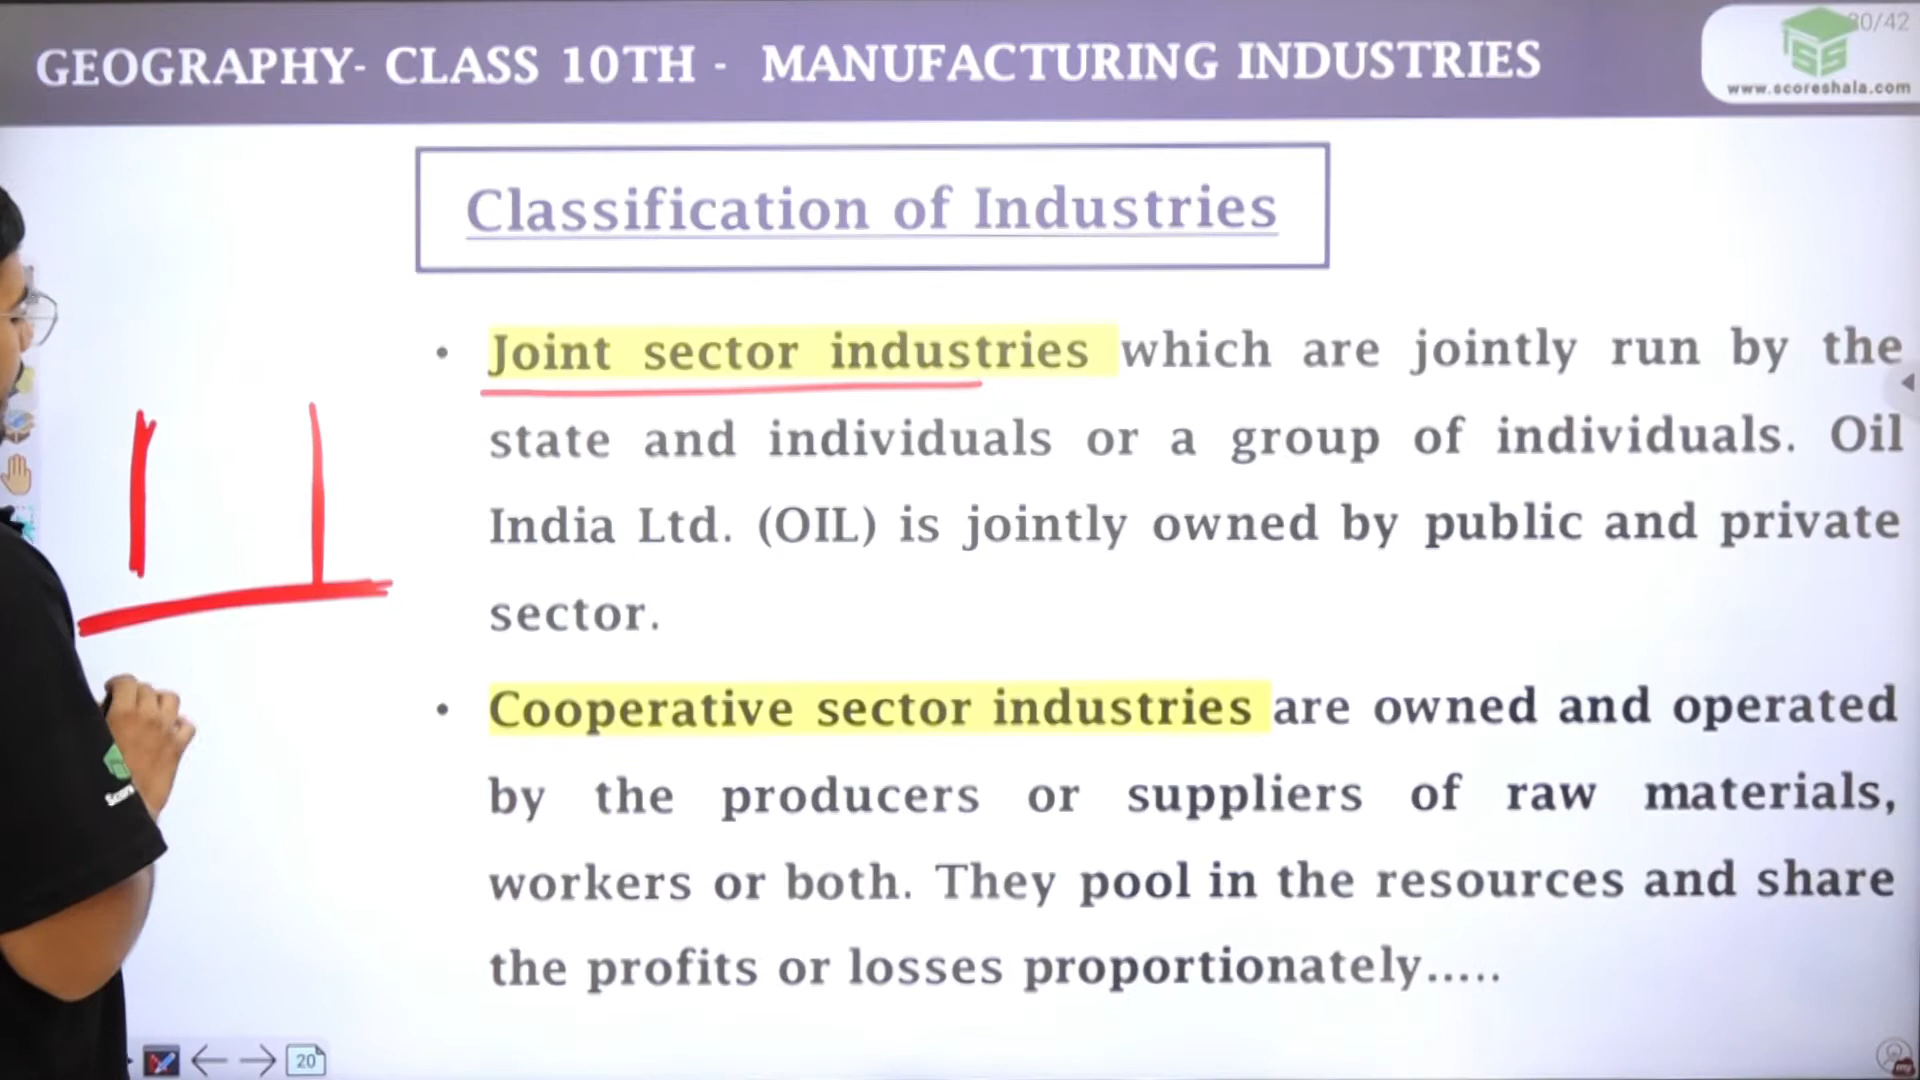 GEOGRAPHY- CLASS 10TH - MANUFACTURING INDUSTRIES
30/42
www.scoreshala.com
Classification of Industries
• Joint sector industries which are jointly run by the
state and individuals or a group of individuals. Oil
India Ltd. (OIL) is jointly owned by public and private
sector.
• Cooperative sector industries are owned and operated
by the producers or suppliers of raw materials,
workers or both. They pool in the resources and share
the profits or losses proportionately.....
20